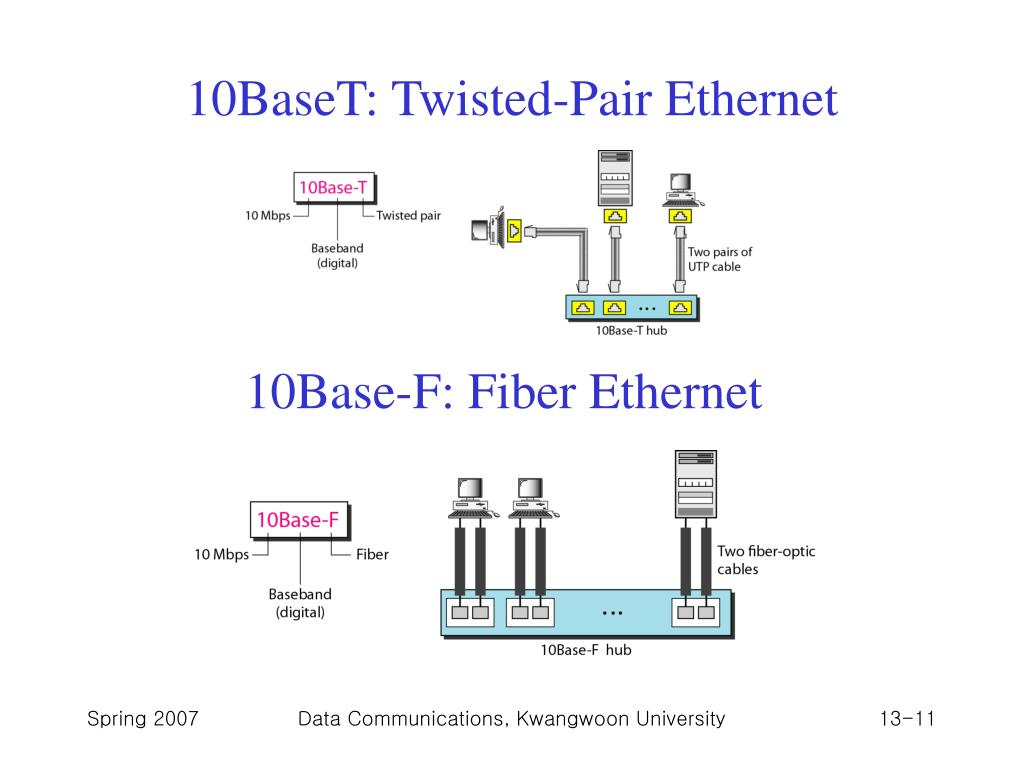 10BaseT: Twisted-Pair Ethernet
10Base-T
10 Mbps
Twisted pair
Baseband
(digital)
Two pairs of
UTP cable
...
10Base-T hub
10Base-F: Fiber Ethernet
10Base-F
10 Mbps
Fiber
Baseband
(digital)
Two fiber-optic
cables
...
10Base-F hub
Spring 2007
Data Communications, Kwangwoon University
13-11